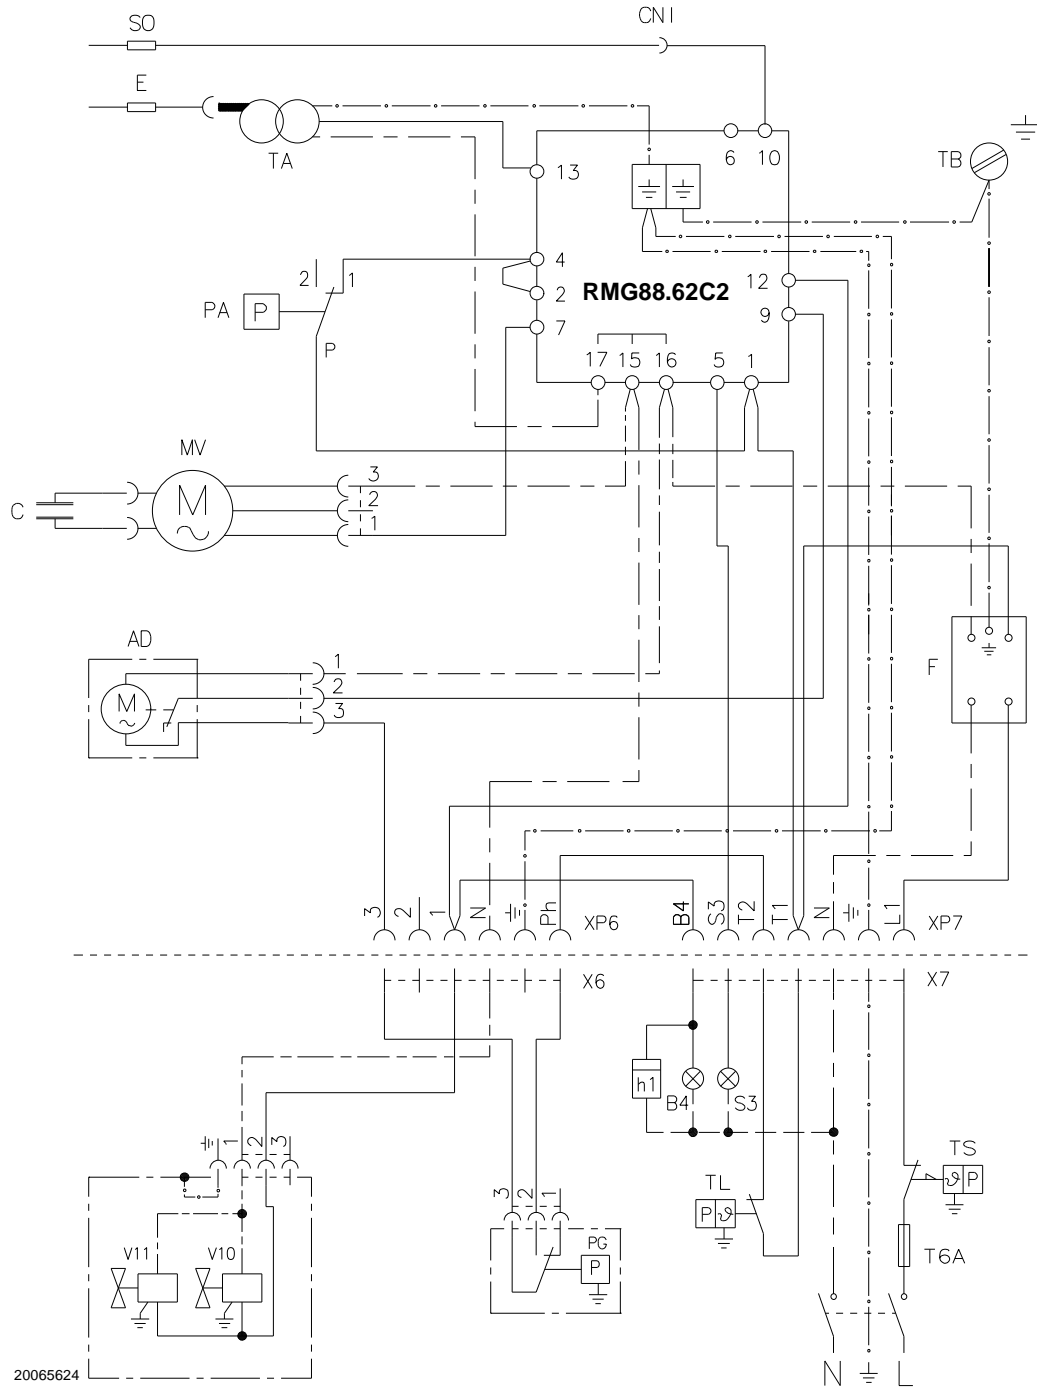 SO
CN1
E
TA
6 10
TB
13
4
2 1
12
2
RMG88.62C2
PA P
9
7
P
17 15 16 5 1
MV
3
C
M
2
1
AD
1
F
M
2
3
3 2 1 N Ph XP6
B4 S3 T2 T1 N L1 XP7
X6
X7
h1
B4 S3
1 2 3
TS
3 2 1
TL
ϑ P
P ϑ
V11 V10
PG
P
T6A
N L
20065624